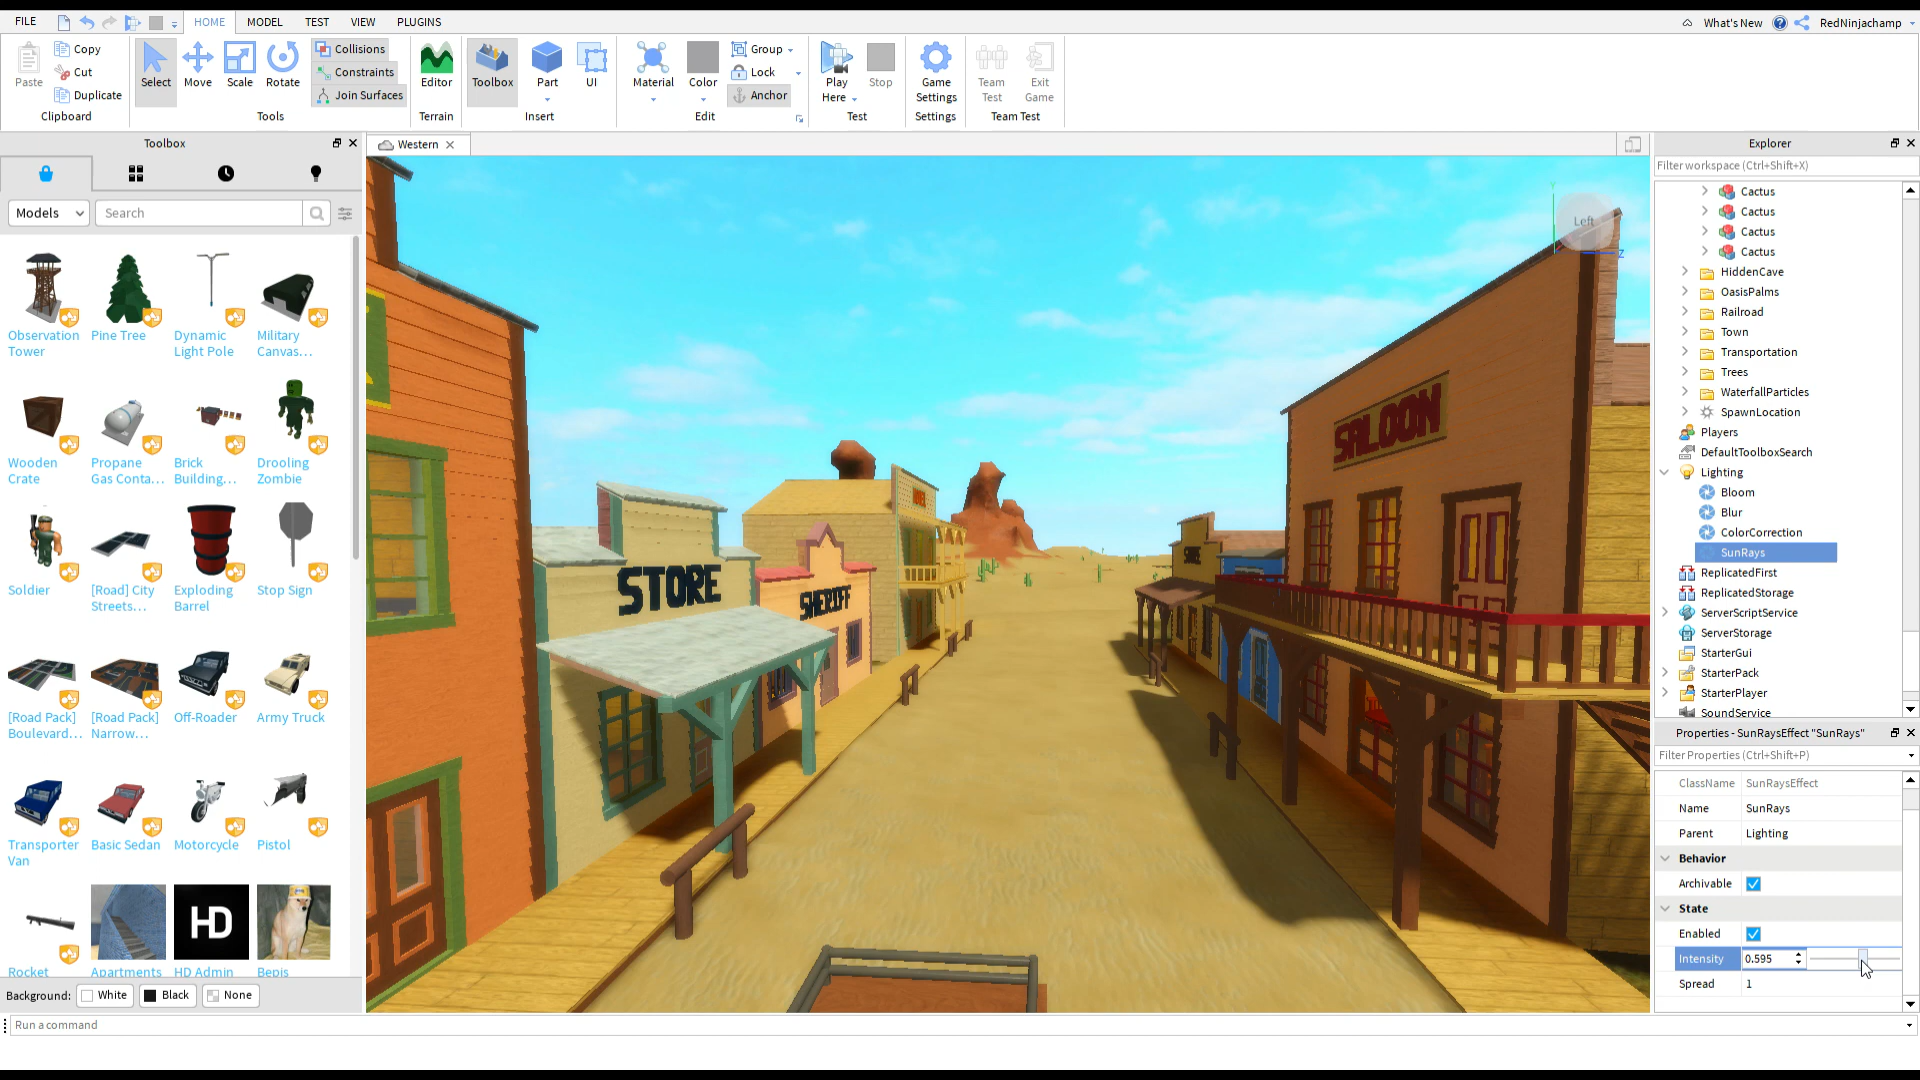 FILE HOME MODEL TEST VIEW PLUGINS What's New RedNinjachamp
Paste Copy Cut Duplicate
Clipboard
Select Move Scale Rotate Collisions Constraints Join Surfaces
Tools
Editor
Terrain
Toolbox Part UI
Insert
Material Color Group Lock Anchor
Edit
Play Here Stop
Test
Game Settings
Settings
Team Test Exit Game
Team Test
Toolbox
Models Search
Observation Tower
Pine Tree
Dynamic Light Pole
Military Canvas...
Wooden Crate
Propane Gas Conta...
Brick Building...
Drooling Zombie
Soldier
[Road] City Streets...
Exploding Barrel
Stop Sign
[Road Pack] Boulevard...
[Road Pack] Narrow...
Off-Roader
Army Truck
Transporter Van
Basic Sedan
Motorcycle
Pistol
HD
Rocket
Apartments
HD Admin
Bepis
Background: White Black None
Run a command
Western
Left
Y
Z
SALOON
STORE
SHERIFF
Explorer
Filter workspace (Ctrl+Shift+X)
Cactus
Cactus
Cactus
Cactus
HiddenCave
OasisPalms
Railroad
Town
Transportation
Trees
WaterfallParticles
SpawnLocation
Players
DefaultToolboxSearch
Lighting
Bloom
Blur
ColorCorrection
SunRays
ReplicatedFirst
ReplicatedStorage
ServerScriptService
ServerStorage
StarterGui
StarterPack
StarterPlayer
SoundService
Properties - SunRaysEffect "SunRays"
Filter Properties (Ctrl+Shift+P)
ClassName SunRaysEffect
Name SunRays
Parent Lighting
Behavior
Archivable
State
Enabled
Intensity 0.595
Spread 1